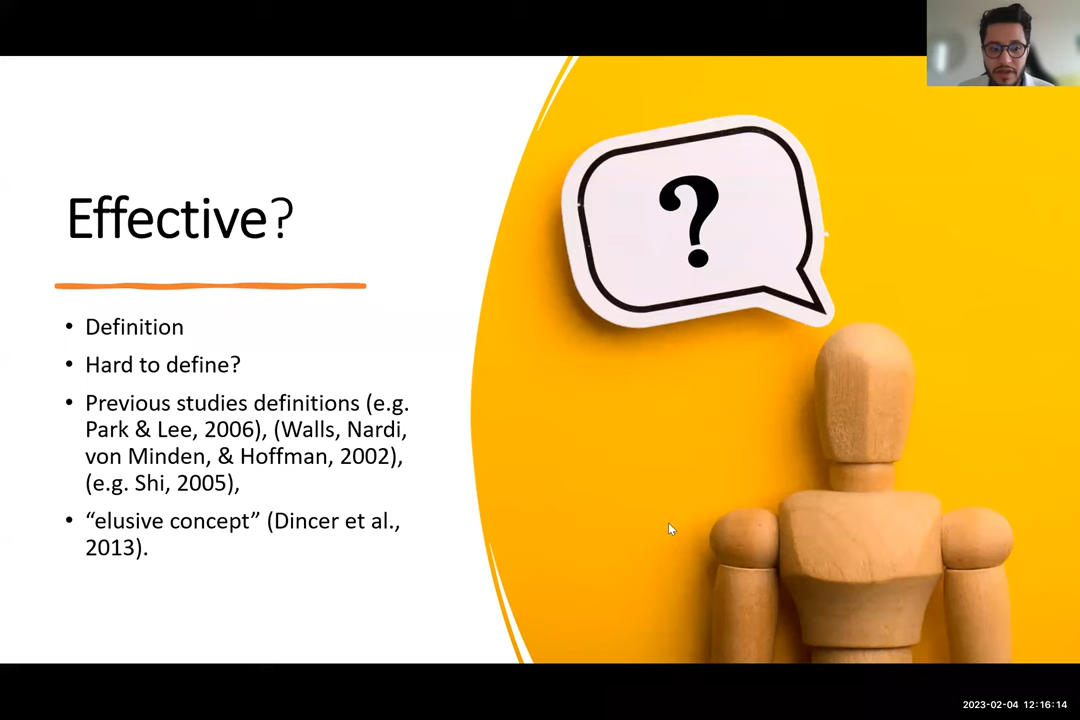 Effective?
• Definition
• Hard to define?
• Previous studies definitions (e.g.
Park & Lee, 2006), (Walls, Nardi,
von Minden, & Hoffman, 2002),
(e.g. Shi, 2005),
• “elusive concept” (Dincer et al.,
2013).
?
2023-02-04 12:16:14